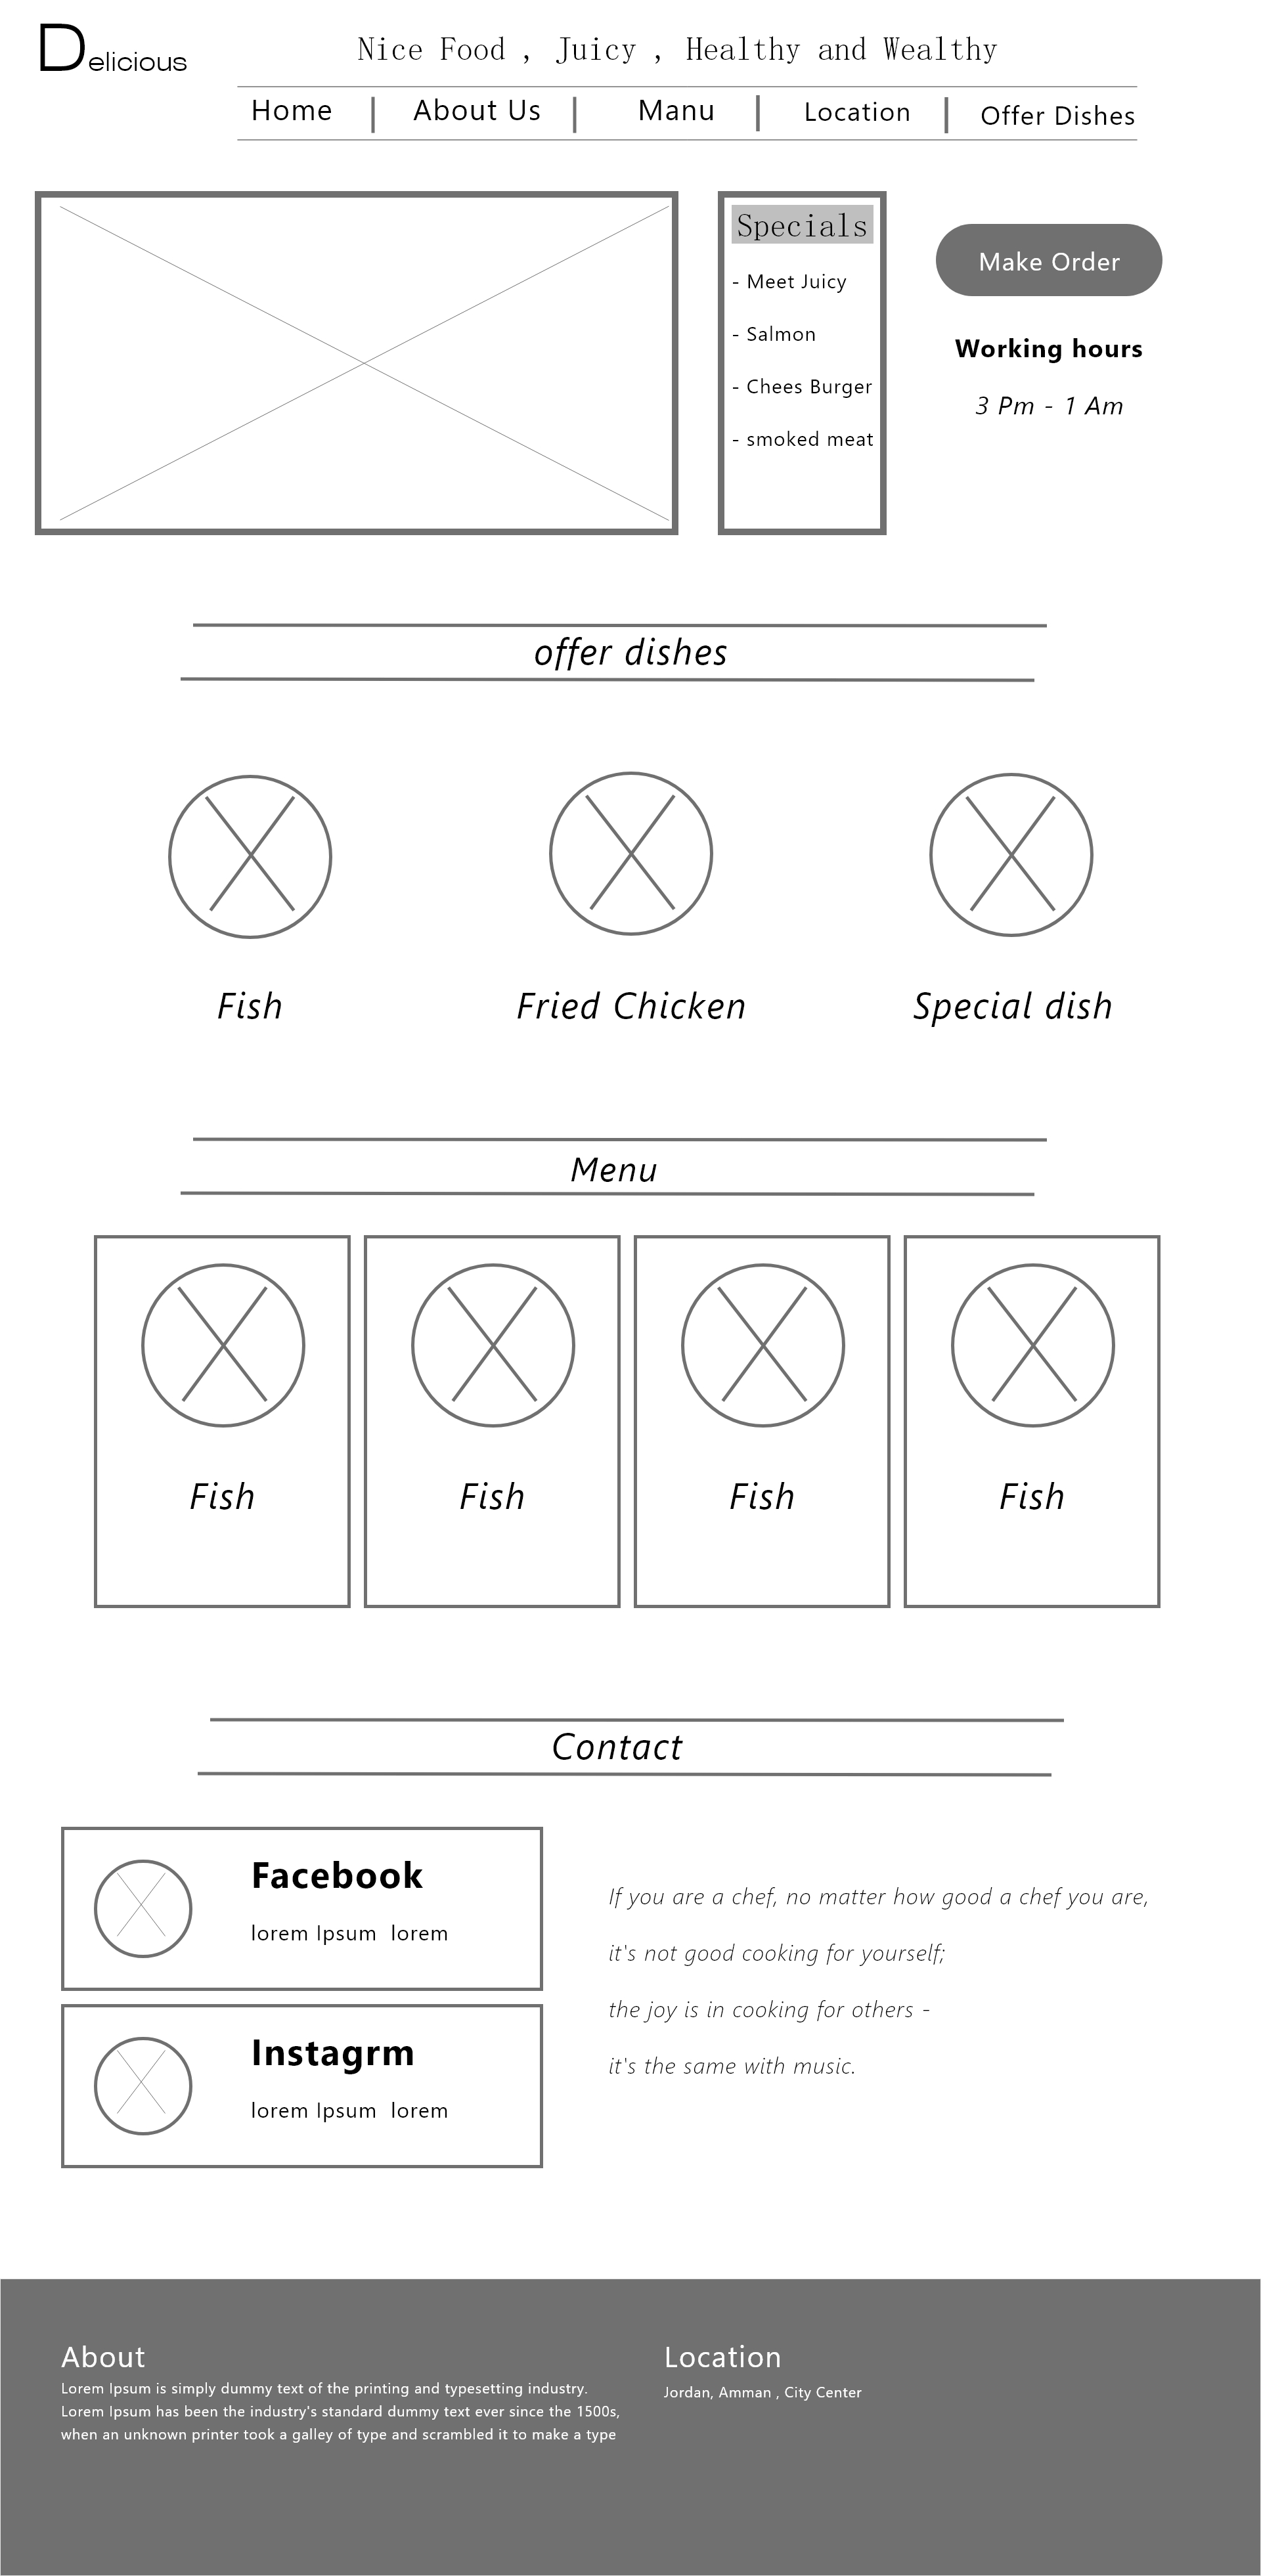 Delicious
Nice Food , Juicy , Healthy and Wealthy
Home | About Us | Manu | Location | Offer Dishes
Specials
- Meet Juicy
- Salmon
- Chees Burger
- smoked meat
Make Order
Working hours
3 Pm - 1 Am
offer dishes
Fish
Fried Chicken
Special dish
Menu
Fish
Fish
Fish
Fish
Contact
Facebook
lorem Ipsum lorem
Instagrm
lorem Ipsum lorem
If you are a chef, no matter how good a chef you are,
it's not good cooking for yourself;
the joy is in cooking for others -
it's the same with music.
About
Lorem Ipsum is simply dummy text of the printing and typesetting industry.
Lorem Ipsum has been the industry's standard dummy text ever since the 1500s,
when an unknown printer took a galley of type and scrambled it to make a type
Location
Jordan, Amman , City Center